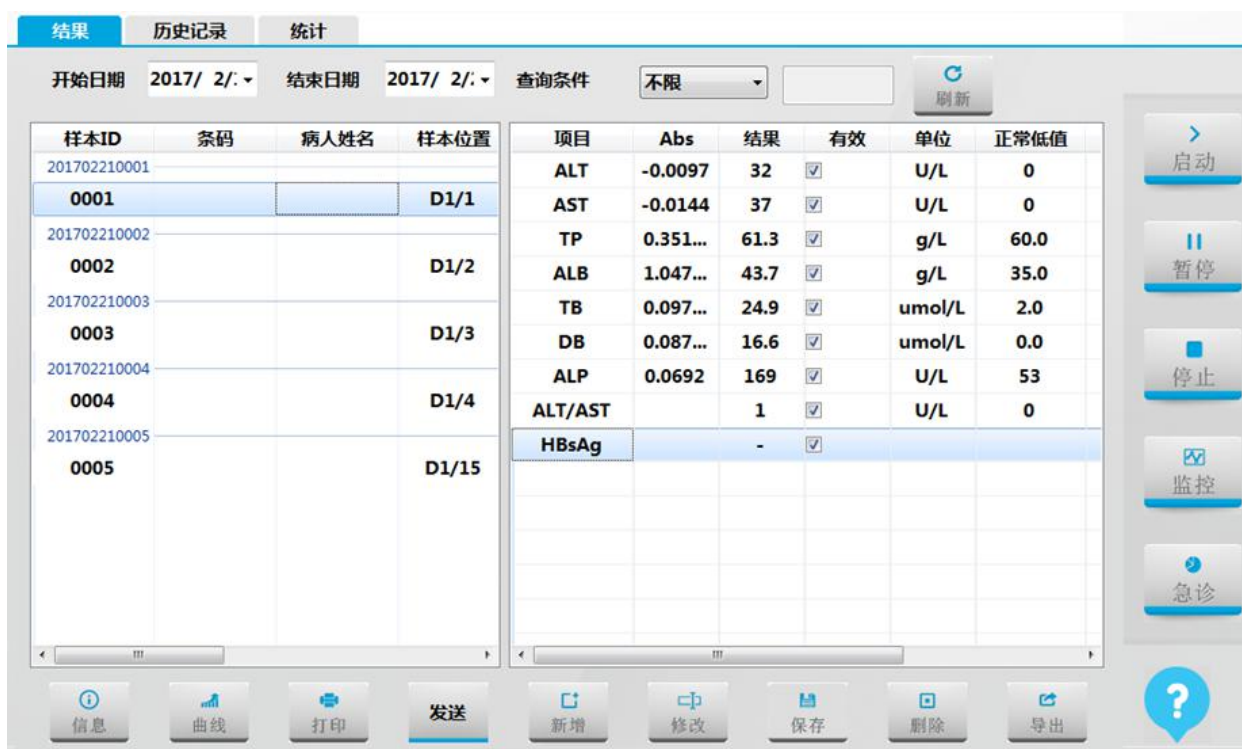 结果 历史记录 统计
开始日期 2017/ 2/ 结束日期 2017/ 2/ 查询条件 不限 刷新
样本ID 条码 病人姓名 样本位置
201702210001
0001 D1/1
201702210002
0002 D1/2
201702210003
0003 D1/3
201702210004
0004 D1/4
201702210005
0005 D1/15
项目 Abs 结果 有效 单位 正常低值
ALT -0.0097 32 U/L 0
AST -0.0144 37 U/L 0
TP 0.351... 61.3 g/L 60.0
ALB 1.047... 43.7 g/L 35.0
TB 0.097... 24.9 umol/L 2.0
DB 0.087... 16.6 umol/L 0.0
ALP 0.0692 169 U/L 53
ALT/AST 1 U/L 0
HBsAg -
启动
暂停
停止
监控
急诊
信息 曲线 打印 发送 新增 修改 保存 删除 导出
?